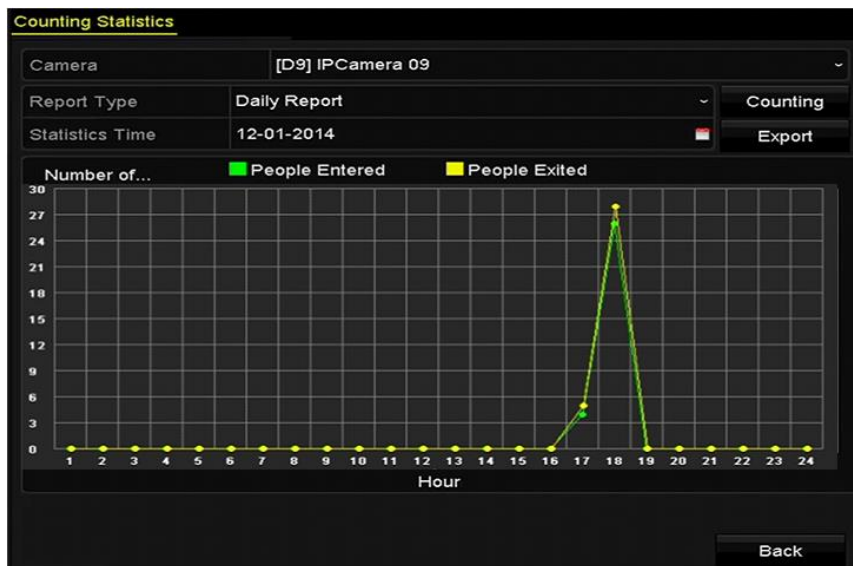 Counting Statistics
Camera [D9] IPCamera 09
Report Type Daily Report Counting
Statistics Time 12-01-2014 Export
Number of... People Entered People Exited
30
27
24
21
18
15
12
9
6
3
0
1 2 3 4 5 6 7 8 9 10 11 12 13 14 15 16 17 18 19 20 21 22 23 24
Hour
Back